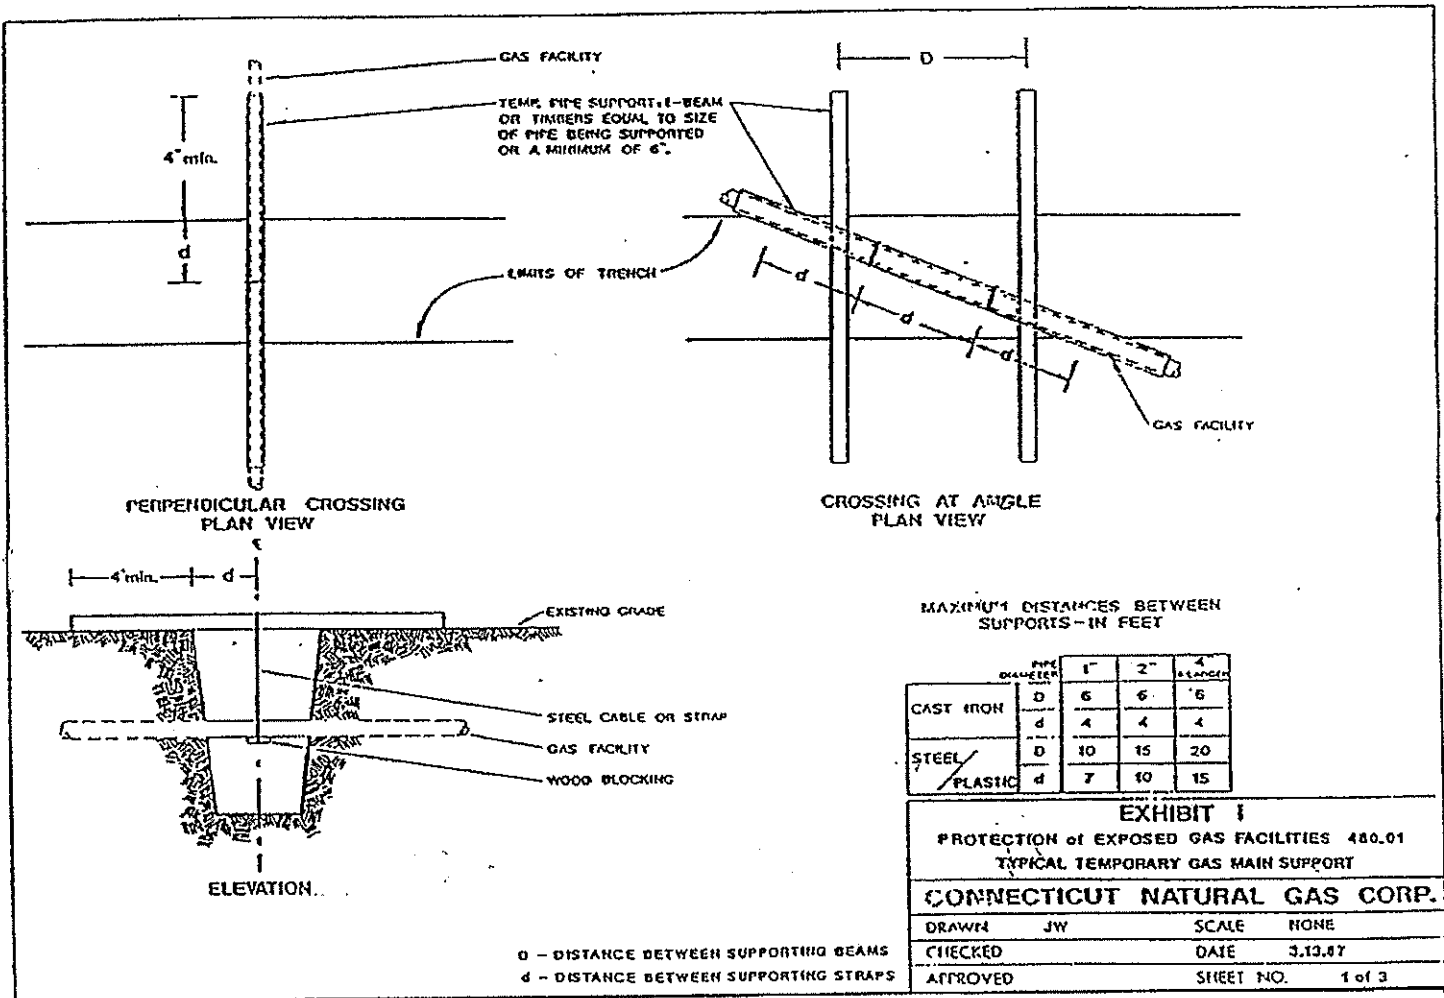 GAS FACILITY
D
TEMP. PIPE SUPPORT, I-BEAM
OR TIMBERS EQUAL TO SIZE
OF PIPE BEING SUPPORTED
OR A MINIMUM OF 6".
4' min.
d
LIMITS OF TRENCH
d
d
d
GAS FACILITY
PERPENDICULAR CROSSING
PLAN VIEW
CROSSING AT ANGLE
PLAN VIEW
4' min.
d
EXISTING GRADE
STEEL CABLE OR STRAP
GAS FACILITY
WOOD BLOCKING
ELEVATION
MAXIMUM DISTANCES BETWEEN
SUPPORTS-IN FEET
PIPE DIAMETER 1" 2" 4" & LARGER
CAST IRON D 6 6 6
d 4 4 4
STEEL/PLASTIC D 10 15 20
d 7 10 15
EXHIBIT 1
PROTECTION of EXPOSED GAS FACILITIES 480.01
TYPICAL TEMPORARY GAS MAIN SUPPORT
CONNECTICUT NATURAL GAS CORP.
DRAWN JW SCALE NONE
CHECKED DATE 3.13.87
APPROVED SHEET NO. 1 of 3
D - DISTANCE BETWEEN SUPPORTING BEAMS
d - DISTANCE BETWEEN SUPPORTING STRAPS